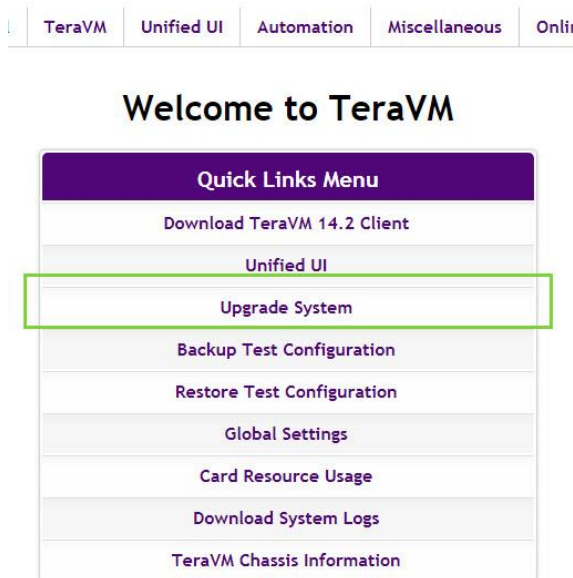 TeraVM Unified UI Automation Miscellaneous
Welcome to TeraVM
Quick Links Menu
Download TeraVM 14.2 Client
Unified UI
Upgrade System
Backup Test Configuration
Restore Test Configuration
Global Settings
Card Resource Usage
Download System Logs
TeraVM Chassis Information